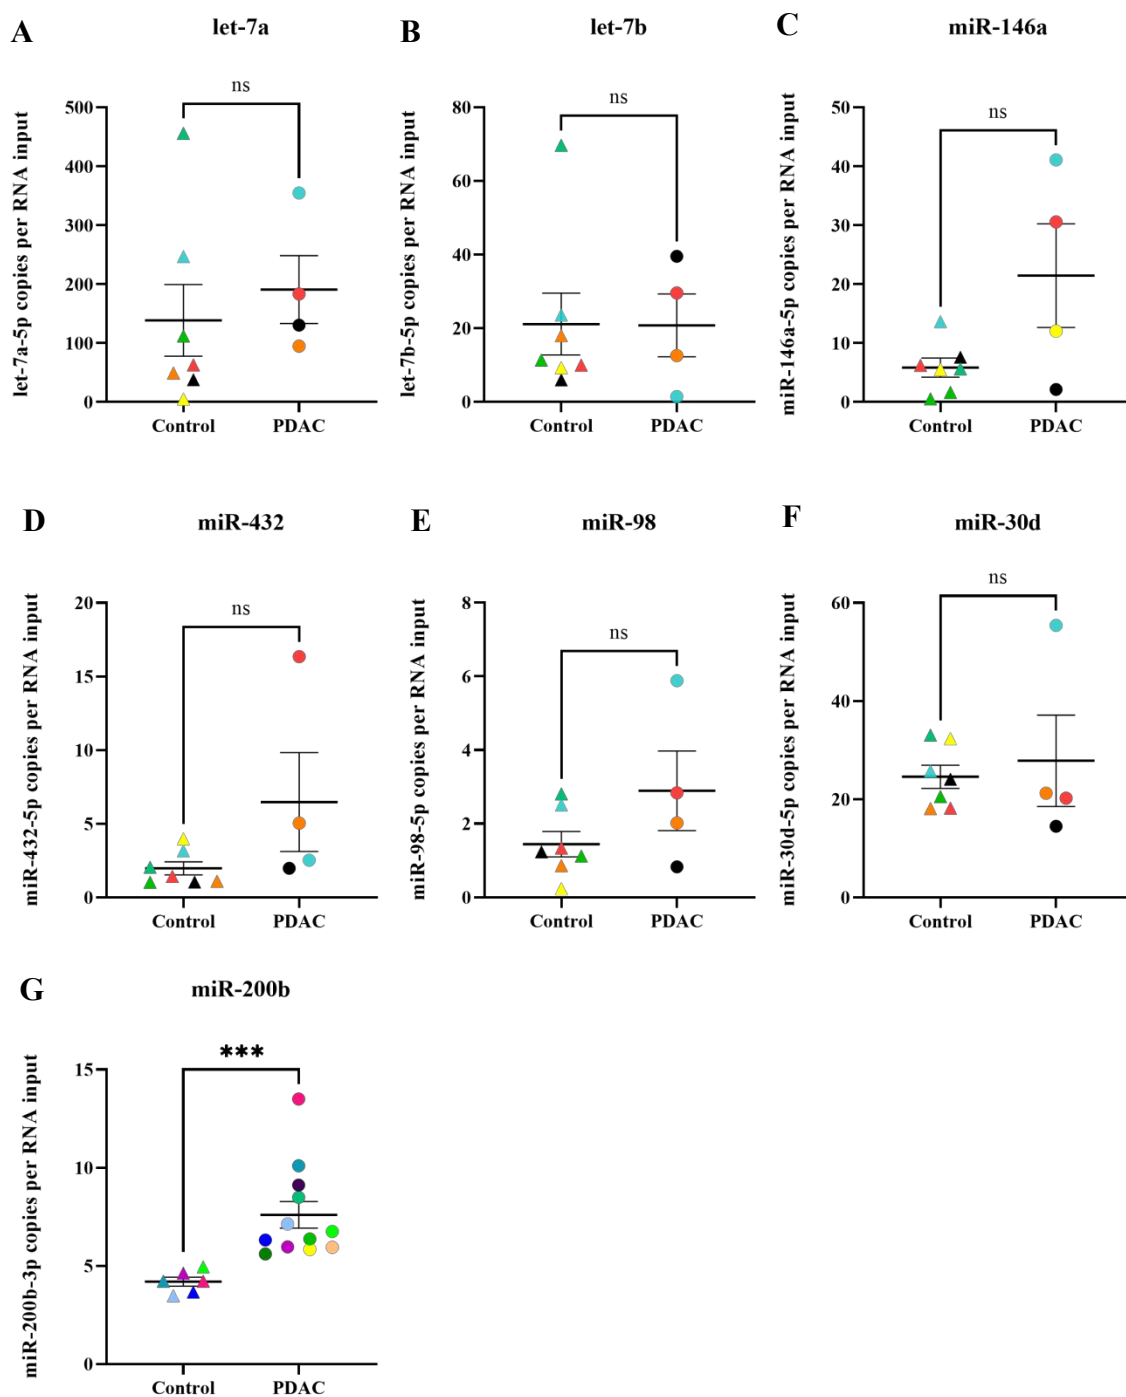 A
let-7a
ns
let-7a-5p copies per RNA input
500
400
300
200
100
0
Control
PDAC
B
let-7b
ns
let-7b-5p copies per RNA input
80
60
40
20
0
Control
PDAC
C
miR-146a
ns
miR-146a-5p copies per RNA input
50
40
30
20
10
0
Control
PDAC
D
miR-432
ns
miR-432-5p copies per RNA input
20
15
10
5
0
Control
PDAC
E
miR-98
ns
miR-98-5p copies per RNA input
8
6
4
2
0
Control
PDAC
F
miR-30d
ns
miR-30d-5p copies per RNA input
60
40
20
0
Control
PDAC
G
miR-200b
***
miR-200b-3p copies per RNA input
15
10
5
0
Control
PDAC